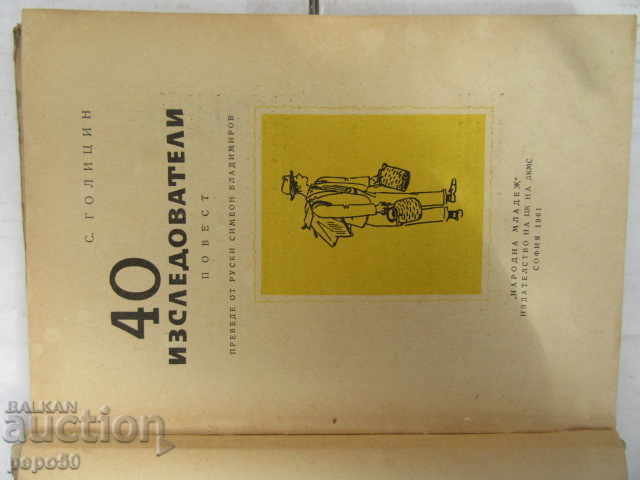 С. ГОЛИЦИН
40
ИЗСЛЕДОВАТЕЛИ
ПОВЕСТ
ПРЕВЕДЕ ОТ РУСКИ СИМЕОН ВЛАДИМИРОВ
„НАРОДНА МЛАДЕЖ“
ИЗДАТЕЛСТВО НА ЦК НА ДКМС
СОФИЯ 1961
BALKAN
auction
pepo50